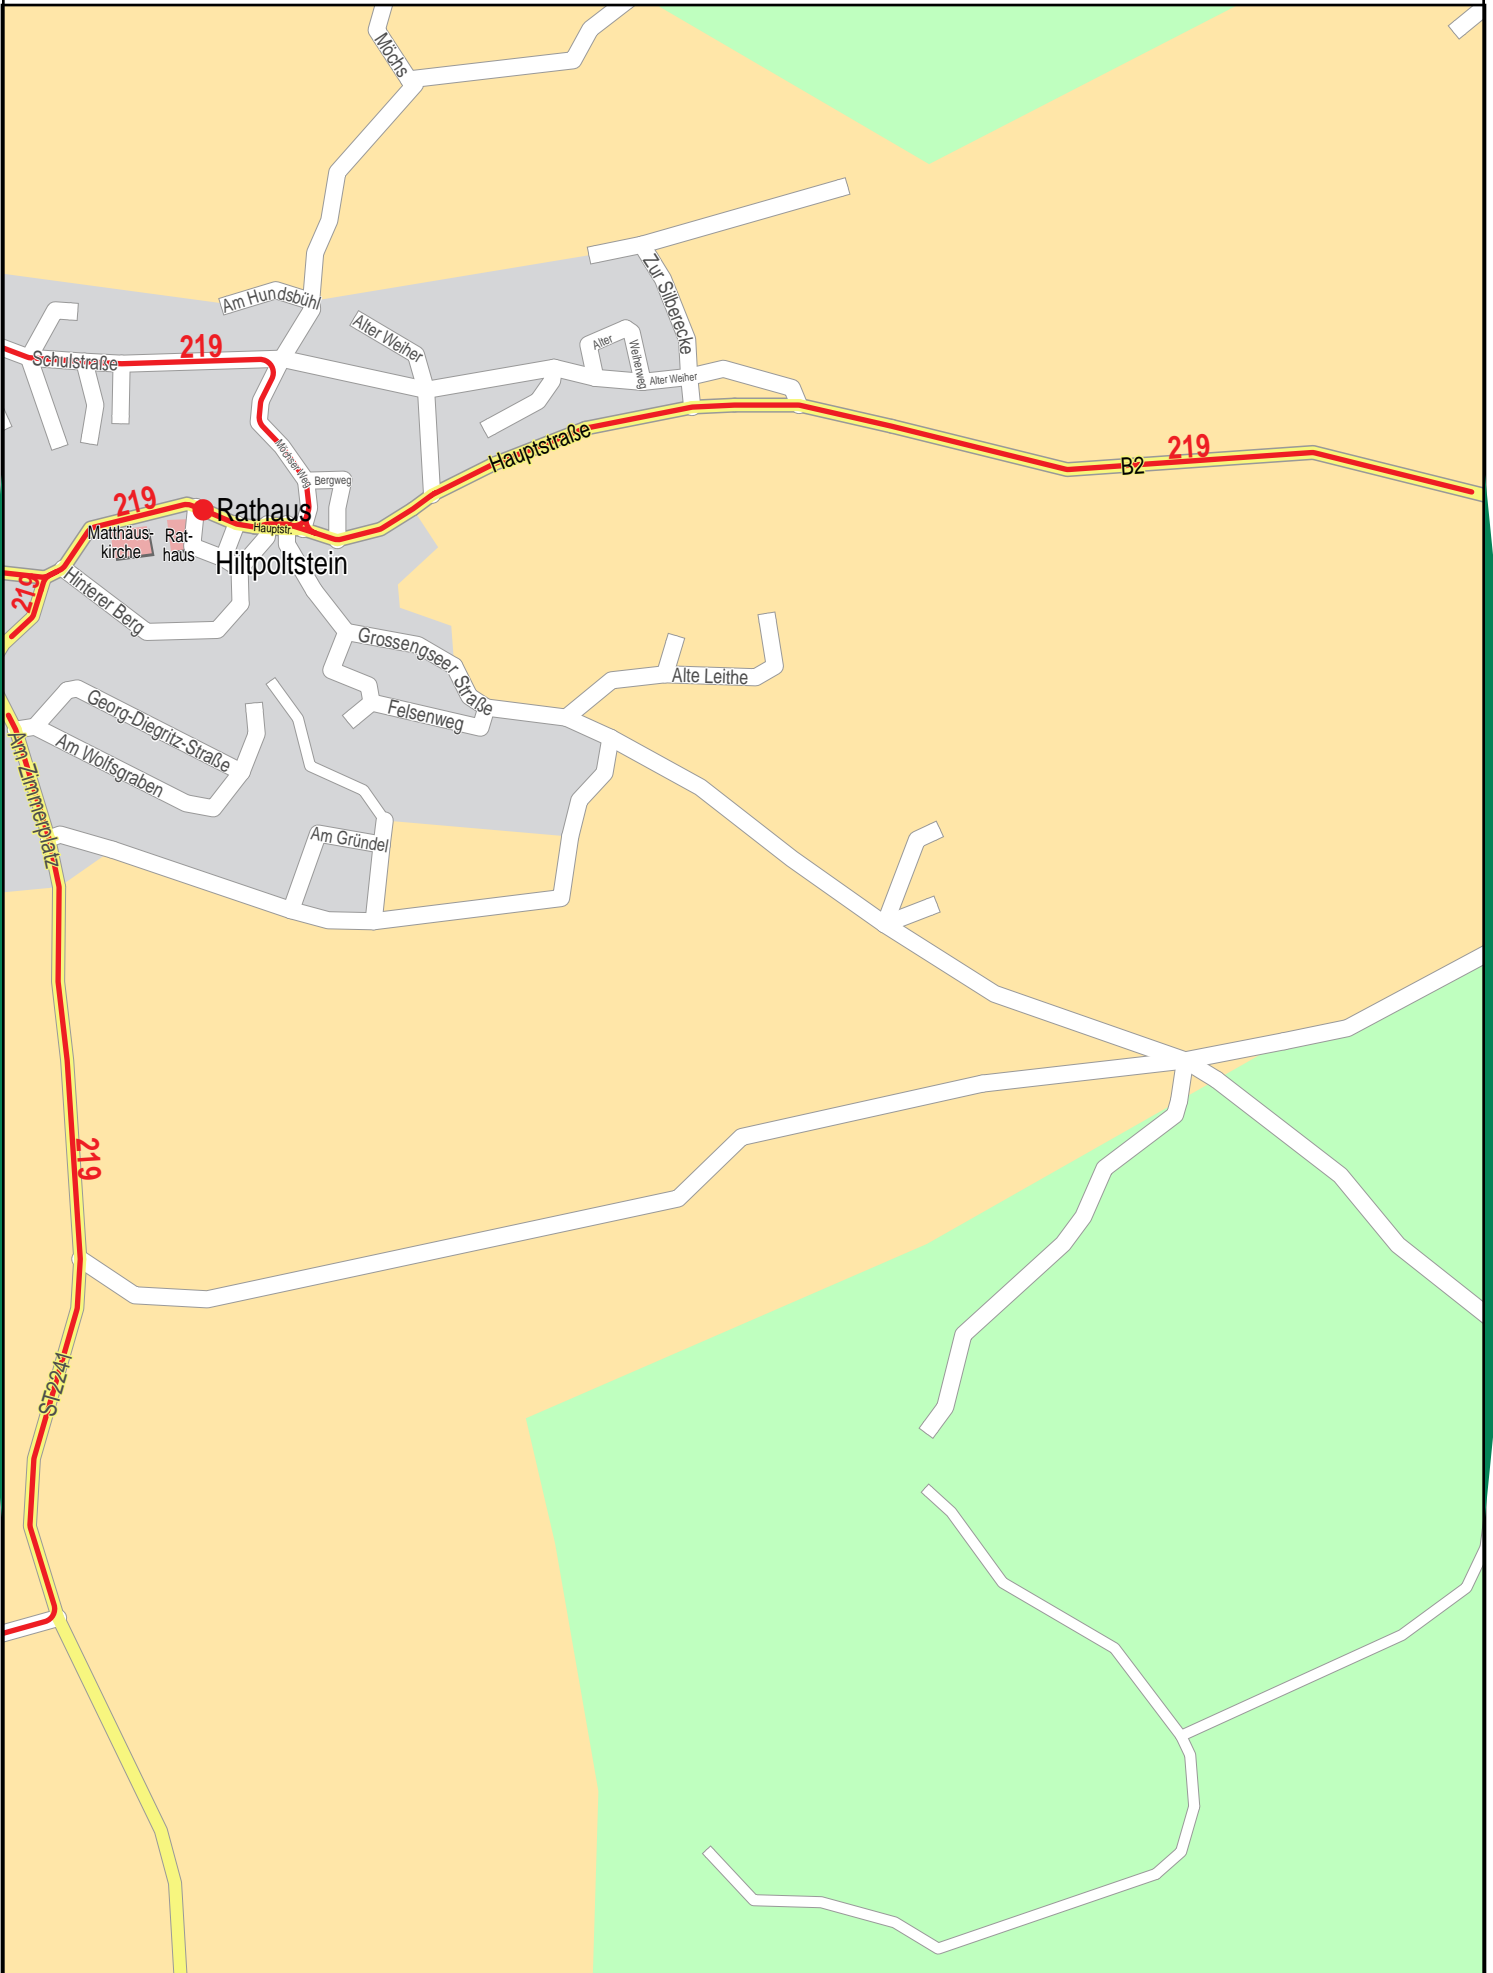 Möchs
Zur Silberecke
Am Hundsbühl
Alter Weiher
Alter
Weiherweg
Alter Weiher
219
Schulstraße
Hauptstraße
219
B2
Möchser Weg
Bergweg
219
Rathaus
Hauptstr.
Matthäus-
kirche
Rat-
haus
Hiltpoltstein
219
Hinterer Berg
Grossengseer Straße
Alte Leithe
Felsenweg
Georg-Diegritz-Straße
Am Wolfsgraben
Am Zimmerplatz
Am Gründel
219
ST2241